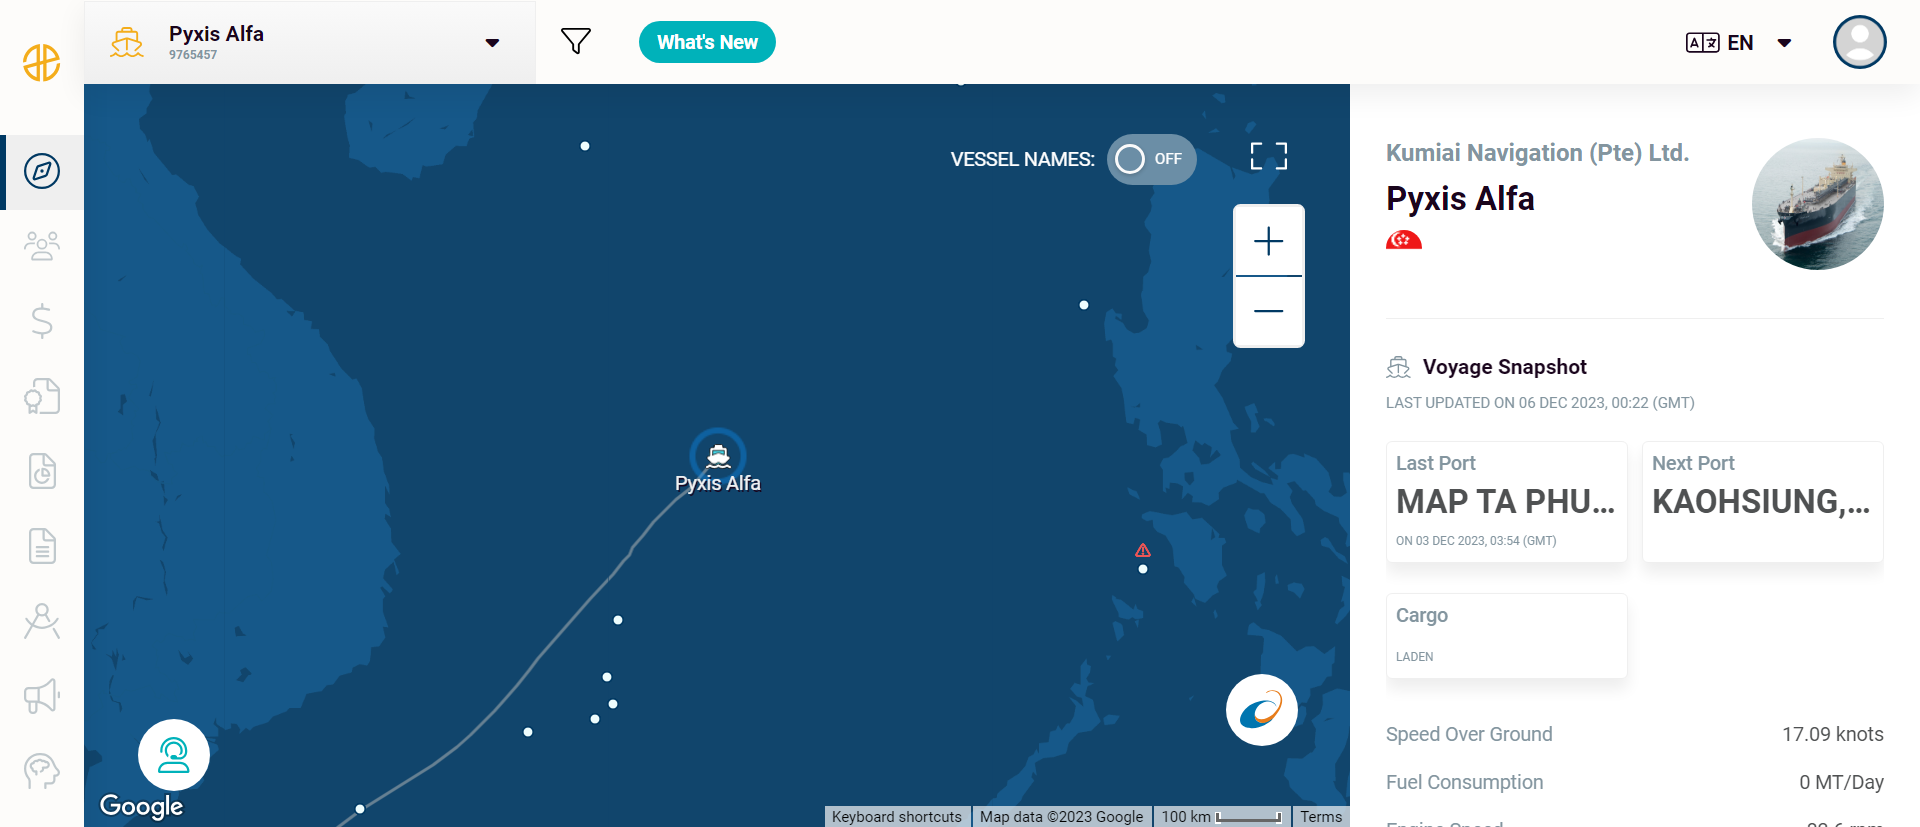 Pyxis Alfa
9765457
What's New
EN
VESSEL NAMES:
OFF
Pyxis Alfa
Google
Keyboard shortcuts
Map data ©2023 Google
100 km
Terms
Kumiai Navigation (Pte) Ltd.
Pyxis Alfa
Voyage Snapshot
LAST UPDATED ON 06 DEC 2023, 00:22 (GMT)
Last Port
MAP TA PHU...
ON 03 DEC 2023, 03:54 (GMT)
Next Port
KAOHSIUNG,...
Cargo
LADEN
Speed Over Ground
17.09 knots
Fuel Consumption
0 MT/Day